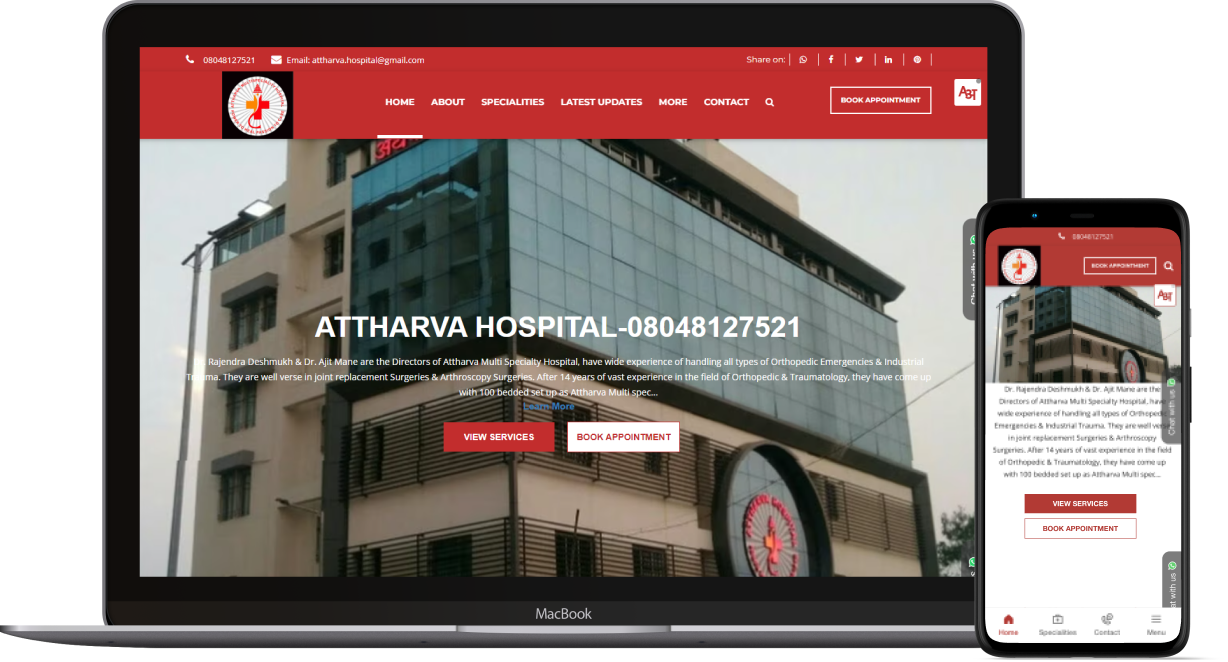 08048127521 Email: attharva.hospital@gmail.com Share on:
HOME ABOUT SPECIALITIES LATEST UPDATES MORE CONTACT BOOK APPOINTMENT
ABT
ATTHARVA HOSPITAL-08048127521
Rajendra Deshmukh & Dr. Ajit Mane are the Directors of Attharva Multi Specialty Hospital, have wide experience of handling all types of Orthopedic Emergencies & Industrial
Trauma. They are well verse in joint replacement Surgeries & Arthroscopy Surgeries. After 14 years of vast experience in the field of Orthopedic & Traumatology, they have come up
with 100 bedded set up as Attharva Multi spec...
Learn More
VIEW SERVICES BOOK APPOINTMENT
MacBook
Chat with us
08048127521
BOOK APPOINTMENT
ABT
Dr. Rajendra Deshmukh & Dr. Ajit Mane are the
Directors of Attharva Multi Specialty Hospital, have
wide experience of handling all types of Orthopedic
Emergencies & Industrial Trauma. They are well verse
in joint replacement Surgeries & Arthroscopy
Surgeries. After 14 years of vast experience in the field
of Orthopedic & Traumatology, they have come up
with 100 bedded set up as Attharva Multi spec...
Chat with us
VIEW SERVICES
BOOK APPOINTMENT
at with us
Home Specialities Contact Menu